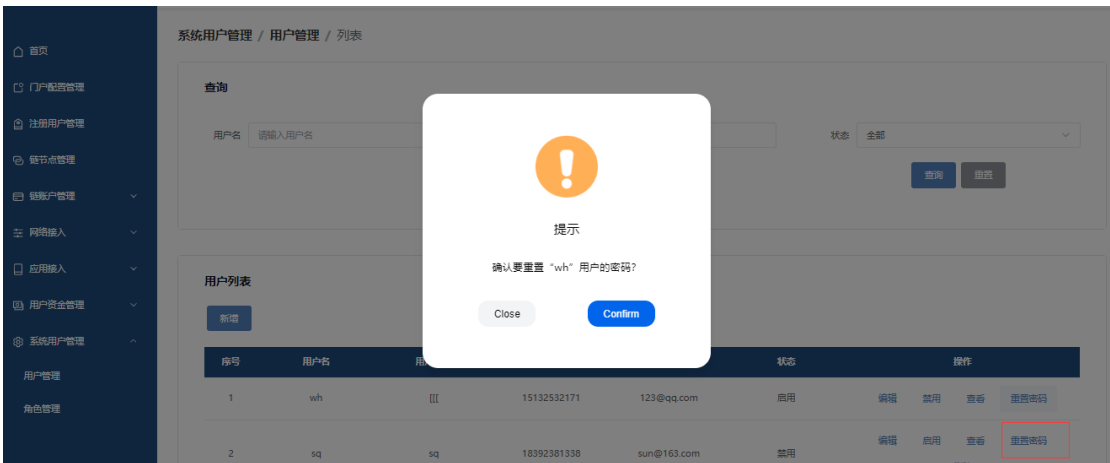 系统用户管理 / 用户管理 / 列表
首页
门户配置管理
注册用户管理
链节点管理
链账户管理
网络接入
应用接入
用户资金管理
系统用户管理
用户管理
角色管理
查询
用户名 请输入用户名 状态 全部
查询 重置
提示
确认要重置“wh”用户的密码?
Close Confirm
用户列表
新增
序号 用户名 状态 操作
1 wh [[[ 15132532171 123@qq.com 启用 编辑 禁用 查看 重置密码
2 sq sq 18392381338 sun@163.com 禁用 编辑 启用 查看 重置密码